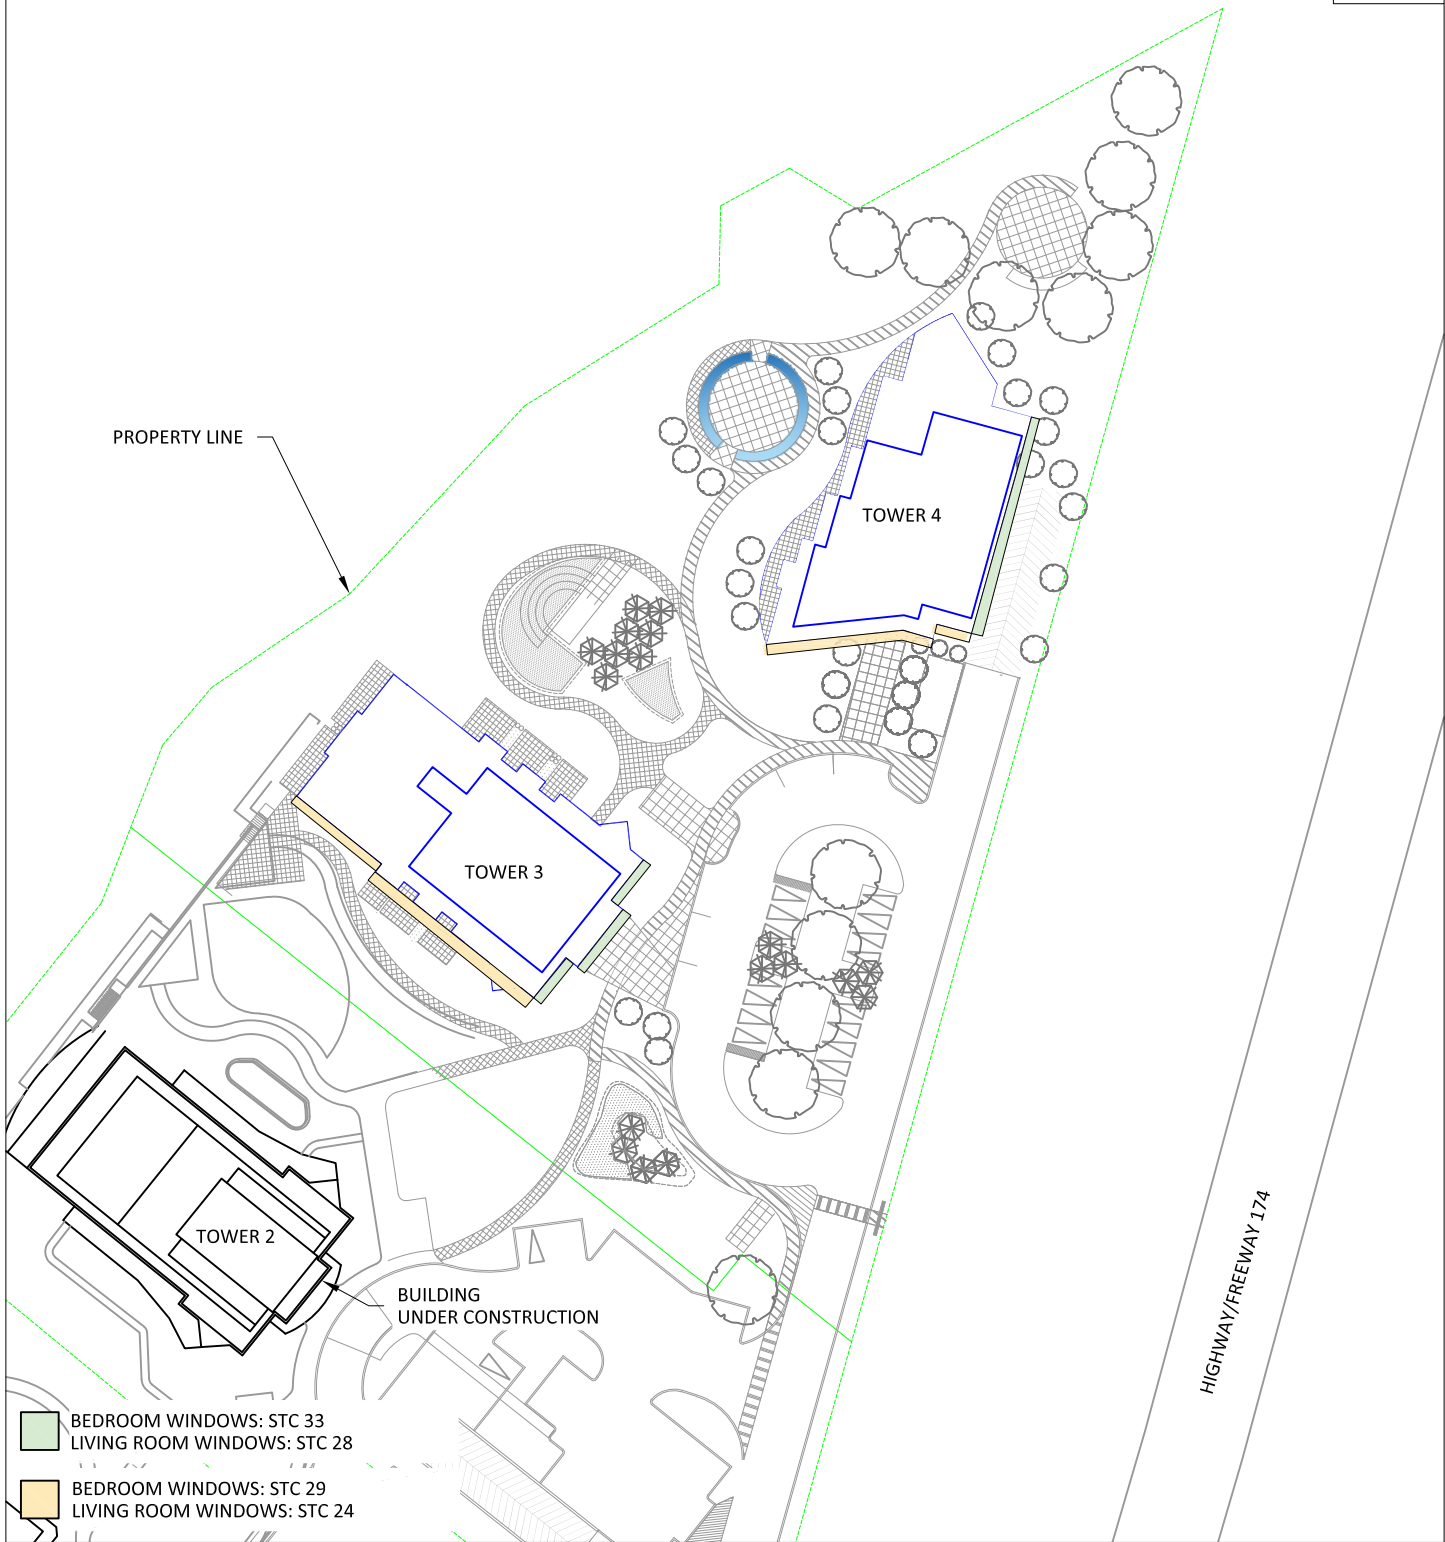 PROPERTY LINE
TOWER 4
TOWER 3
TOWER 2
BUILDING
UNDER CONSTRUCTION
HIGHWAY/FREEWAY 174
BEDROOM WINDOWS: STC 33
LIVING ROOM WINDOWS: STC 28
BEDROOM WINDOWS: STC 29
LIVING ROOM WINDOWS: STC 24